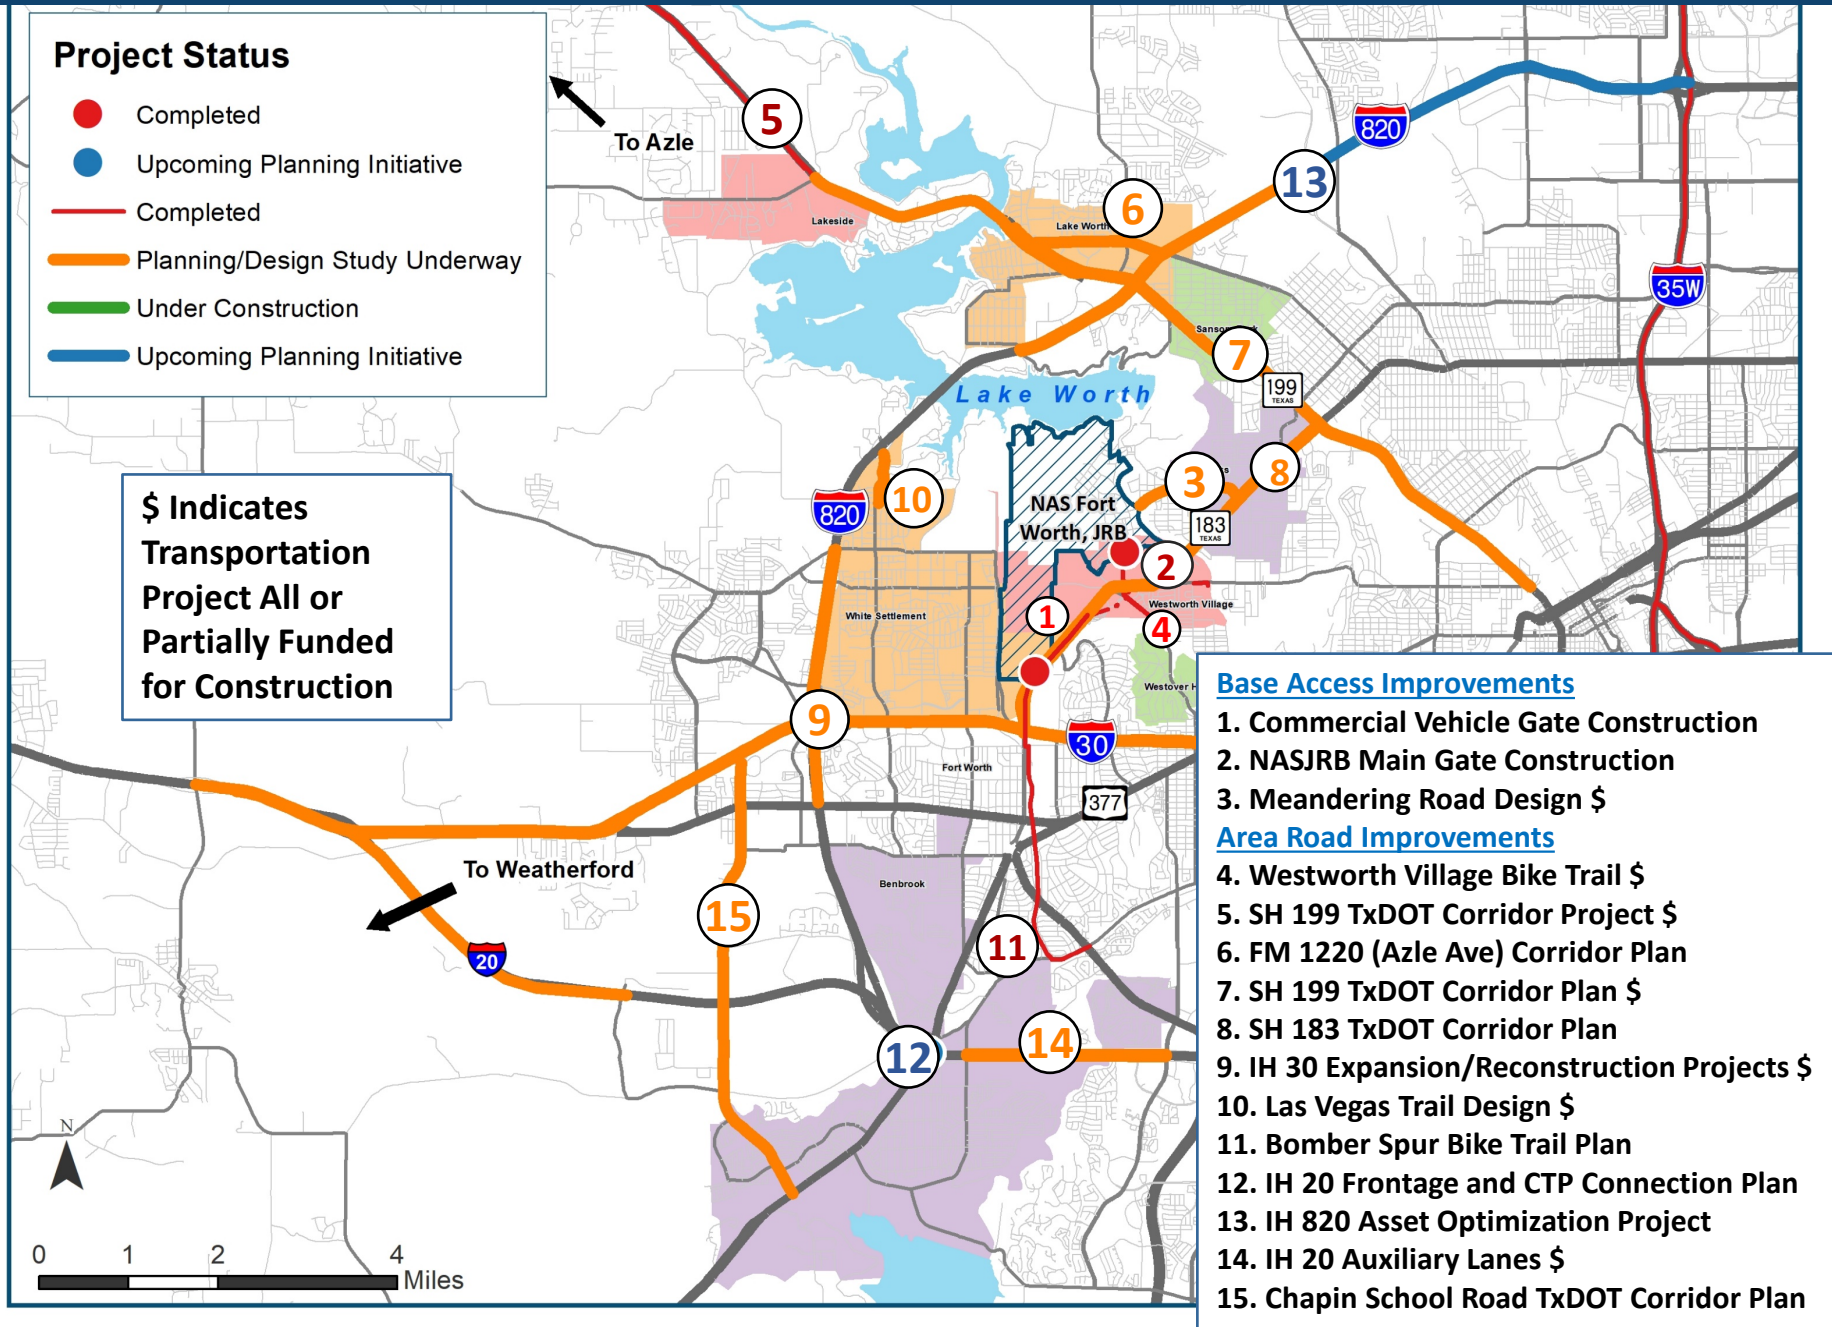 Project Status
Completed
Upcoming Planning Initiative
Completed
Planning/Design Study Underway
Under Construction
Upcoming Planning Initiative
To Azle
5
820
13
6
Lake Worth
Lakeside
35W
7
199
TEXAS
Lake Worth
$ Indicates
Transportation
Project All or
Partially Funded
for Construction
820
10
NAS Fort
Worth, JRB
3
8
183
TEXAS
2
1
Westworth Village
4
White Settlement
9
30
Fort Worth
377
To Weatherford
Benbrook
15
20
11
12
14
N
0 1 2 4
Miles
Base Access Improvements
1. Commercial Vehicle Gate Construction
2. NASJRB Main Gate Construction
3. Meandering Road Design $
Area Road Improvements
4. Westworth Village Bike Trail $
5. SH 199 TxDOT Corridor Project $
6. FM 1220 (Azle Ave) Corridor Plan
7. SH 199 TxDOT Corridor Plan $
8. SH 183 TxDOT Corridor Plan
9. IH 30 Expansion/Reconstruction Projects $
10. Las Vegas Trail Design $
11. Bomber Spur Bike Trail Plan
12. IH 20 Frontage and CTP Connection Plan
13. IH 820 Asset Optimization Project
14. IH 20 Auxiliary Lanes $
15. Chapin School Road TxDOT Corridor Plan
Westover H